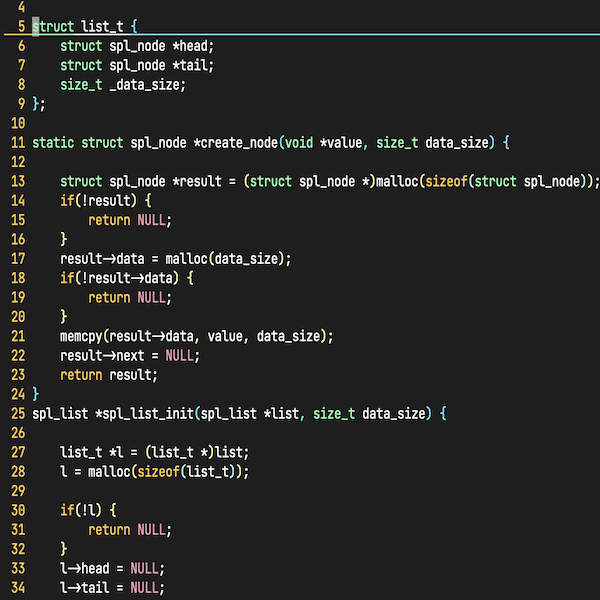 4
5 struct list_t {
6     struct spl_node *head;
7     struct spl_node *tail;
8     size_t _data_size;
9 };
10
11 static struct spl_node *create_node(void *value, size_t data_size) {
12
13     struct spl_node *result = (struct spl_node *)malloc(sizeof(struct spl_node));
14     if(!result) {
15         return NULL;
16     }
17     result->data = malloc(data_size);
18     if(!result->data) {
19         return NULL;
20     }
21     memcpy(result->data, value, data_size);
22     result->next = NULL;
23     return result;
24 }
25 spl_list *spl_list_init(spl_list *list, size_t data_size) {
26
27     list_t *l = (list_t *)list;
28     l = malloc(sizeof(list_t));
29
30     if(!l) {
31         return NULL;
32     }
33     l->head = NULL;
34     l->tail = NULL;